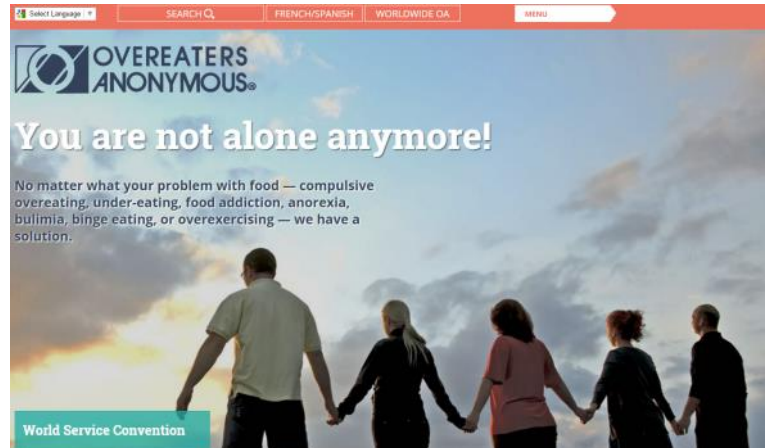 Select Language ▼
SEARCH
FRENCH/SPANISH
WORLDWIDE OA
MENU
OVEREATERS
ANONYMOUS®
You are not alone anymore!
No matter what your problem with food — compulsive
overeating, under-eating, food addiction, anorexia,
bulimia, binge eating, or overexercising — we have a
solution.
World Service Convention